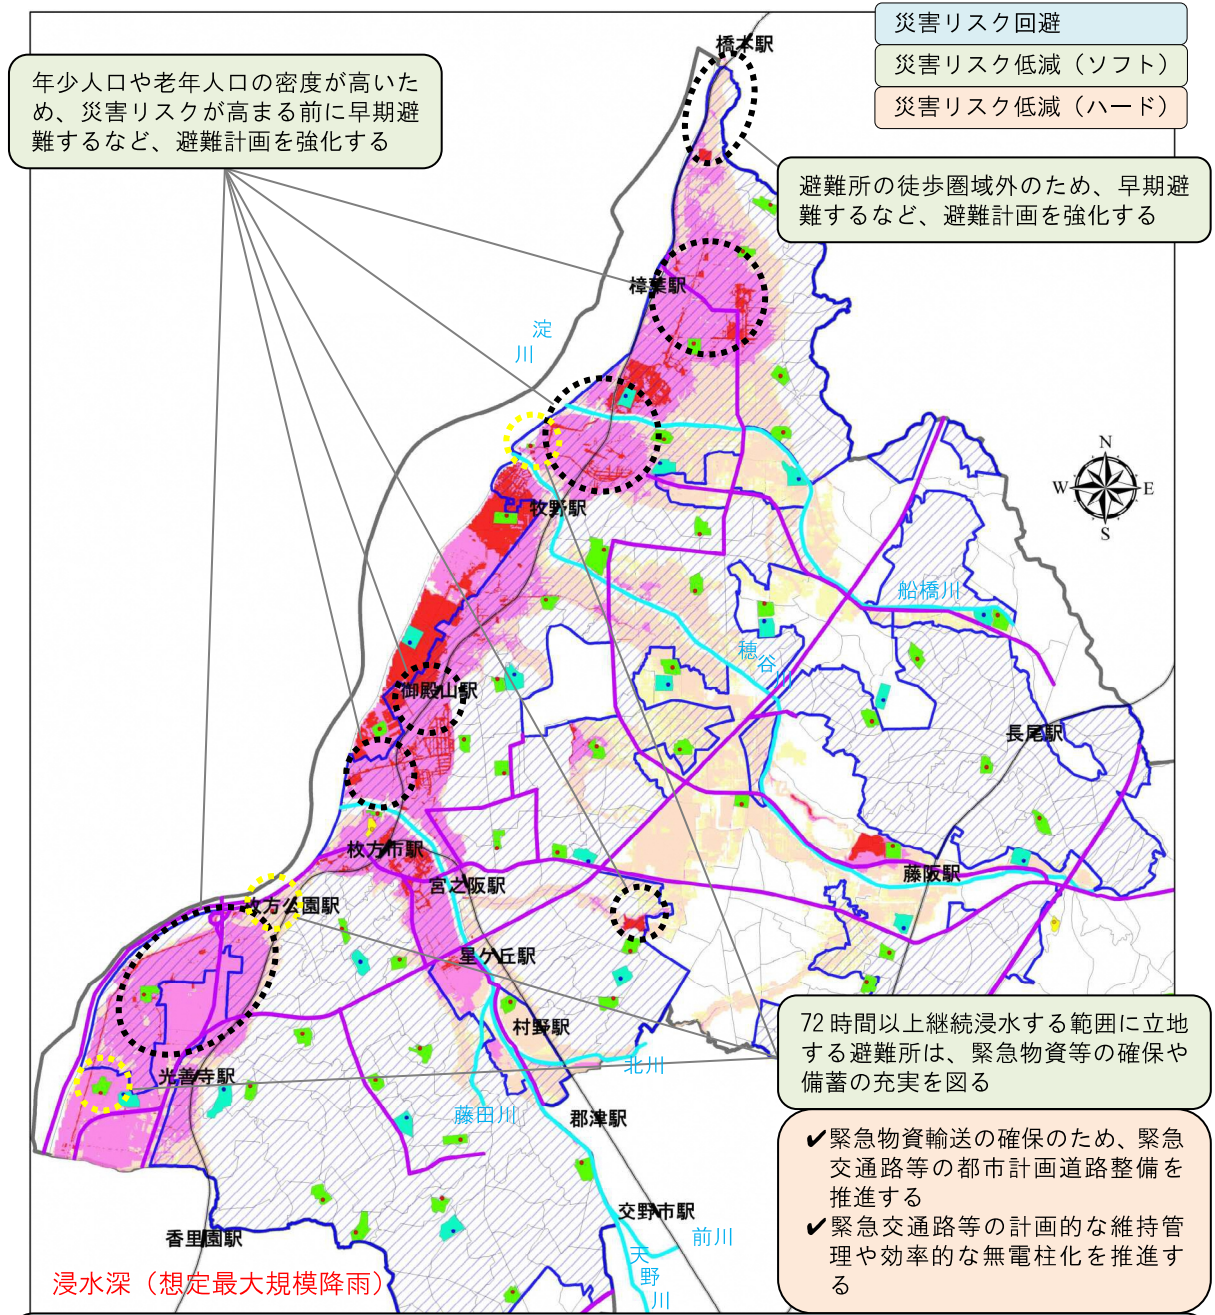 橋本駅
災害リスク回避
災害リスク低減（ソフト）
災害リスク低減（ハード）
年少人口や老年人口の密度が高いた
め、災害リスクが高まる前に早期避
難するなど、避難計画を強化する
避難所の徒歩圏域外のため、早期避
難するなど、避難計画を強化する
樟葉駅
淀
川
N
W
E
S
牧野駅
船橋川
穂
谷
川
御殿山駅
長尾駅
枚方市駅
宮之阪駅
藤阪駅
枚方公園駅
星ケ丘駅
村野駅
72時間以上継続浸水する範囲に立地
する避難所は、緊急物資等の確保や
備蓄の充実を図る
北川
光善寺駅
藤田川
郡津駅
✔緊急物資輸送の確保のため、緊急
交通路等の都市計画道路整備を
推進する
✔緊急交通路等の計画的な維持管
理や効率的な無電柱化を推進す
る
交野市駅
前川
香里園駅
天
野
川
浸水深（想定最大規模降雨）